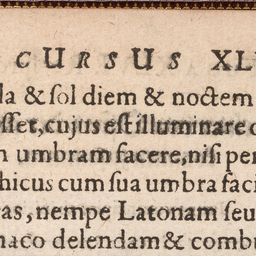 CURSUS XL
la & ſol diem & noctem
ſſet, cujus eſt illuminare
umbram facere, niſi per
hicus cum ſua umbra faci
as, nempe Latonam ſeu
naco delendam & combu